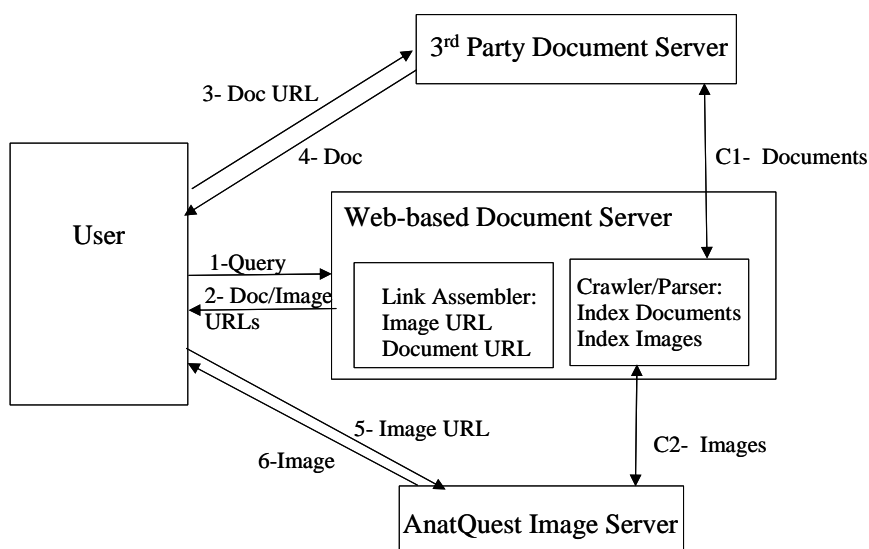 3rd Party Document Server
3- Doc URL
4- Doc
C1- Documents
User
Web-based Document Server
1-Query
2- Doc/Image
URLs
Link Assembler:
Image URL
Document URL
Crawler/Parser:
Index Documents
Index Images
5- Image URL
6-Image
C2- Images
AnatQuest Image Server